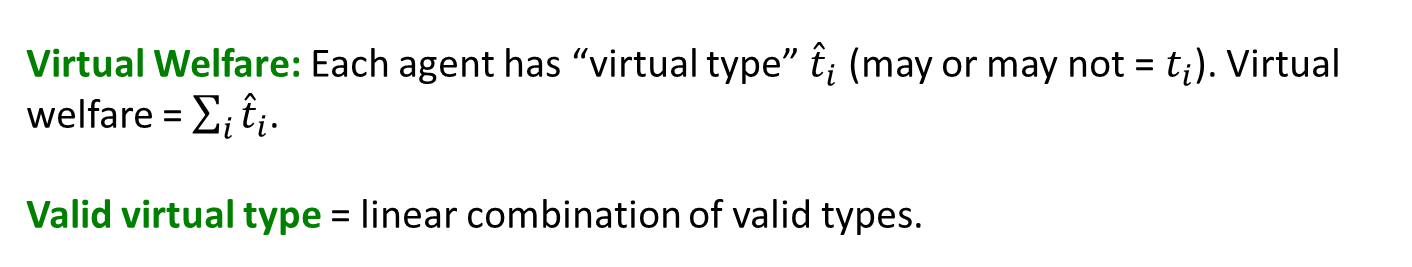 Virtual Welfare: Each agent has “virtual type” t̂ᵢ (may or may not = tᵢ). Virtual
welfare = ∑ᵢ t̂ᵢ.
Valid virtual type = linear combination of valid types.